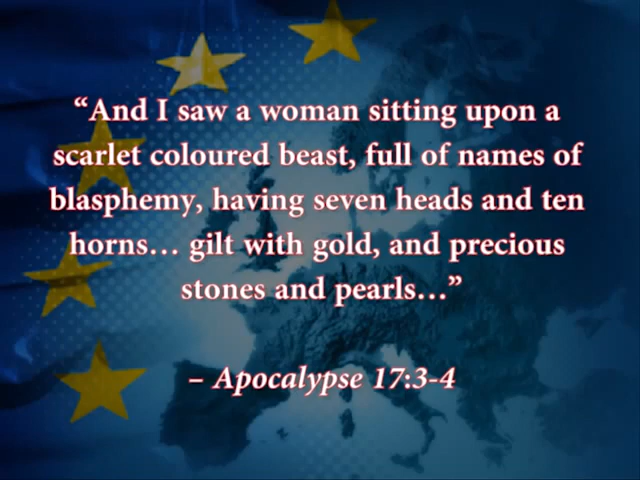 “And I saw a woman sitting upon a
scarlet coloured beast, full of names of
blasphemy, having seven heads and ten
horns… gilt with gold, and precious
stones and pearls…”
– Apocalypse 17:3-4